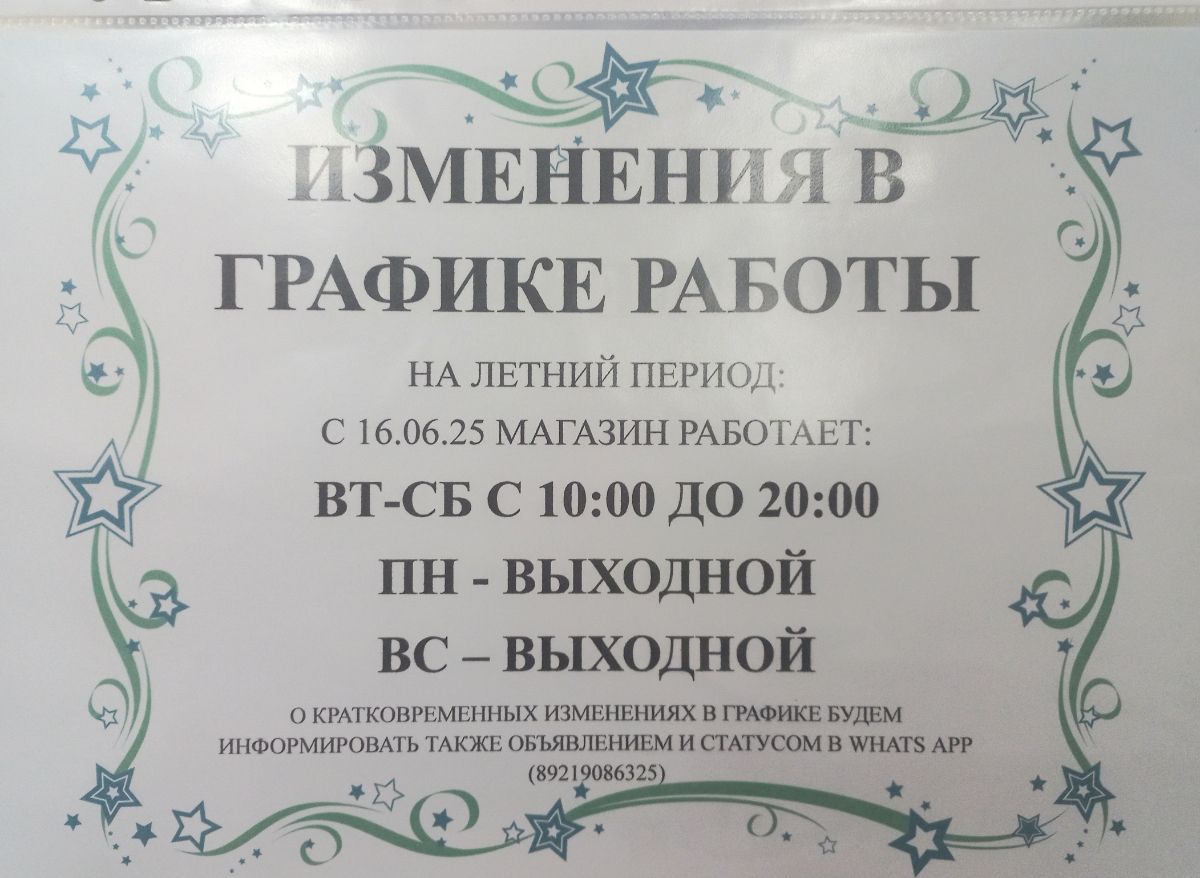 ИЗМЕНЕНИЯ В
ГРАФИКЕ РАБОТЫ
НА ЛЕТНИЙ ПЕРИОД:
С 16.06.25 МАГАЗИН РАБОТАЕТ:
ВТ-СБ С 10:00 ДО 20:00
ПН - ВЫХОДНОЙ
ВС – ВЫХОДНОЙ
О КРАТКОВРЕМЕННЫХ ИЗМЕНЕНИЯХ В ГРАФИКЕ БУДЕМ
ИНФОРМИРОВАТЬ ТАКЖЕ ОБЪЯВЛЕНИЕМ И СТАТУСОМ В WHATS APP
(89219086325)